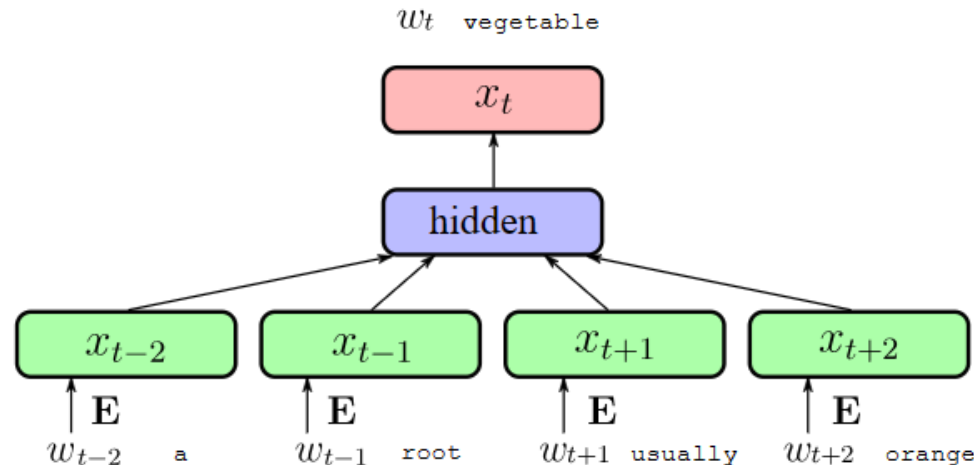 w_t vegetable
x_t
hidden
x_{t-2} x_{t-1} x_{t+1} x_{t+2}
E E E E
w_{t-2} a w_{t-1} root w_{t+1} usually w_{t+2} orange